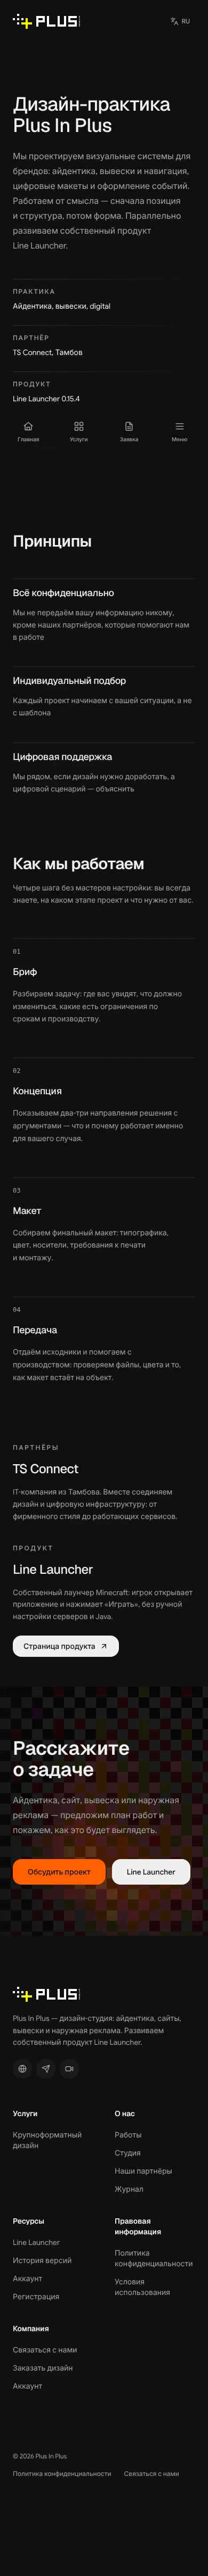 PLUS
RU
Дизайн-практика
Plus In Plus
Мы проектируем визуальные системы для
брендов: айдентика, вывески и навигация,
цифровые макеты и оформление событий.
Работаем от смысла — сначала позиция
и структура, потом форма. Параллельно
развиваем собственный продукт
Line Launcher.
ПРАКТИКА
Айдентика, вывески, digital
ПАРТНЁР
TS Connect, Тамбов
ПРОДУКТ
Line Launcher 0.15.4
Главная
Услуги
Заявка
Меню
Принципы
Всё конфиденциально
Мы не передаём вашу информацию никому,
кроме наших партнёров, которые помогают нам
в работе
Индивидуальный подбор
Каждый проект начинаем с вашей ситуации, а не
с шаблона
Цифровая поддержка
Мы рядом, если дизайн нужно доработать, а
цифровой сценарий — объяснить
Как мы работаем
Четыре шага без мастеров настройки: вы всегда
знаете, на каком этапе проект и что нужно от вас.
01
Бриф
Разбираем задачу: где вас увидят, что должно
измениться, какие есть ограничения по
срокам и производству.
02
Концепция
Показываем два-три направления решения с
аргументами — что и почему работает именно
для вашего случая.
03
Макет
Собираем финальный макет: типографика,
цвет, носители, требования к печати
и монтажу.
04
Передача
Отдаём исходники и помогаем с
производством: проверяем файлы, цвета и то,
как макет встаёт на объект.
ПАРТНЁРЫ
TS Connect
IT-компания из Тамбова. Вместе соединяем
дизайн и цифровую инфраструктуру: от
фирменного стиля до работающих сервисов.
ПРОДУКТ
Line Launcher
Собственный лаунчер Minecraft: игрок открывает
приложение и нажимает «Играть», без ручной
настройки серверов и Java.
Страница продукта
Расскажите
о задаче
Айдентика, сайт, вывеска или наружная
реклама — предложим план работ и
покажем, как это будет выглядеть.
Обсудить проект
Line Launcher
PLUS
Plus In Plus — дизайн-студия: айдентика, сайты,
вывески и наружная реклама. Развиваем
собственный продукт Line Launcher.
Услуги
Крупноформатный
дизайн
О нас
Работы
Студия
Наши партнёры
Журнал
Ресурсы
Line Launcher
История версий
Аккаунт
Регистрация
Правовая
информация
Политика
конфиденциальности
Условия
использования
Компания
Связаться с нами
Заказать дизайн
Аккаунт
© 2026 Plus In Plus
Политика конфиденциальности
Связаться с нами